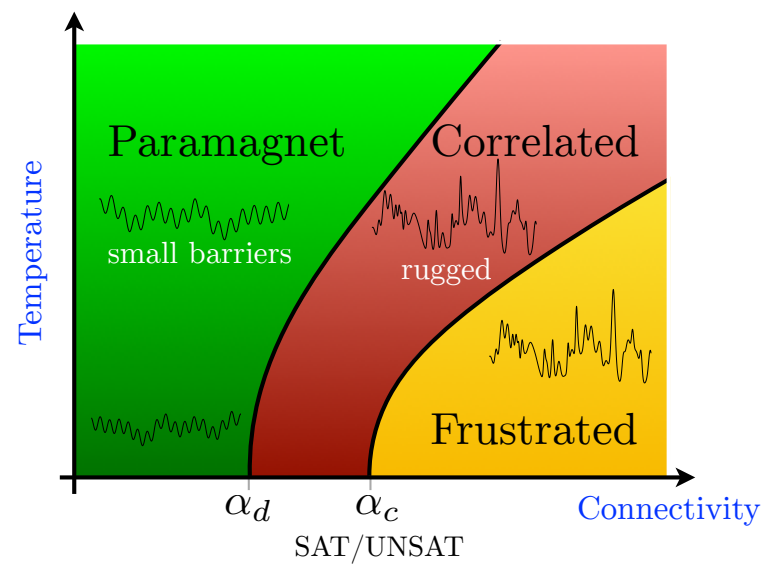 Temperature
Paramagnet
Correlated
small barriers
rugged
Frustrated
α_d
α_c
Connectivity
SAT/UNSAT